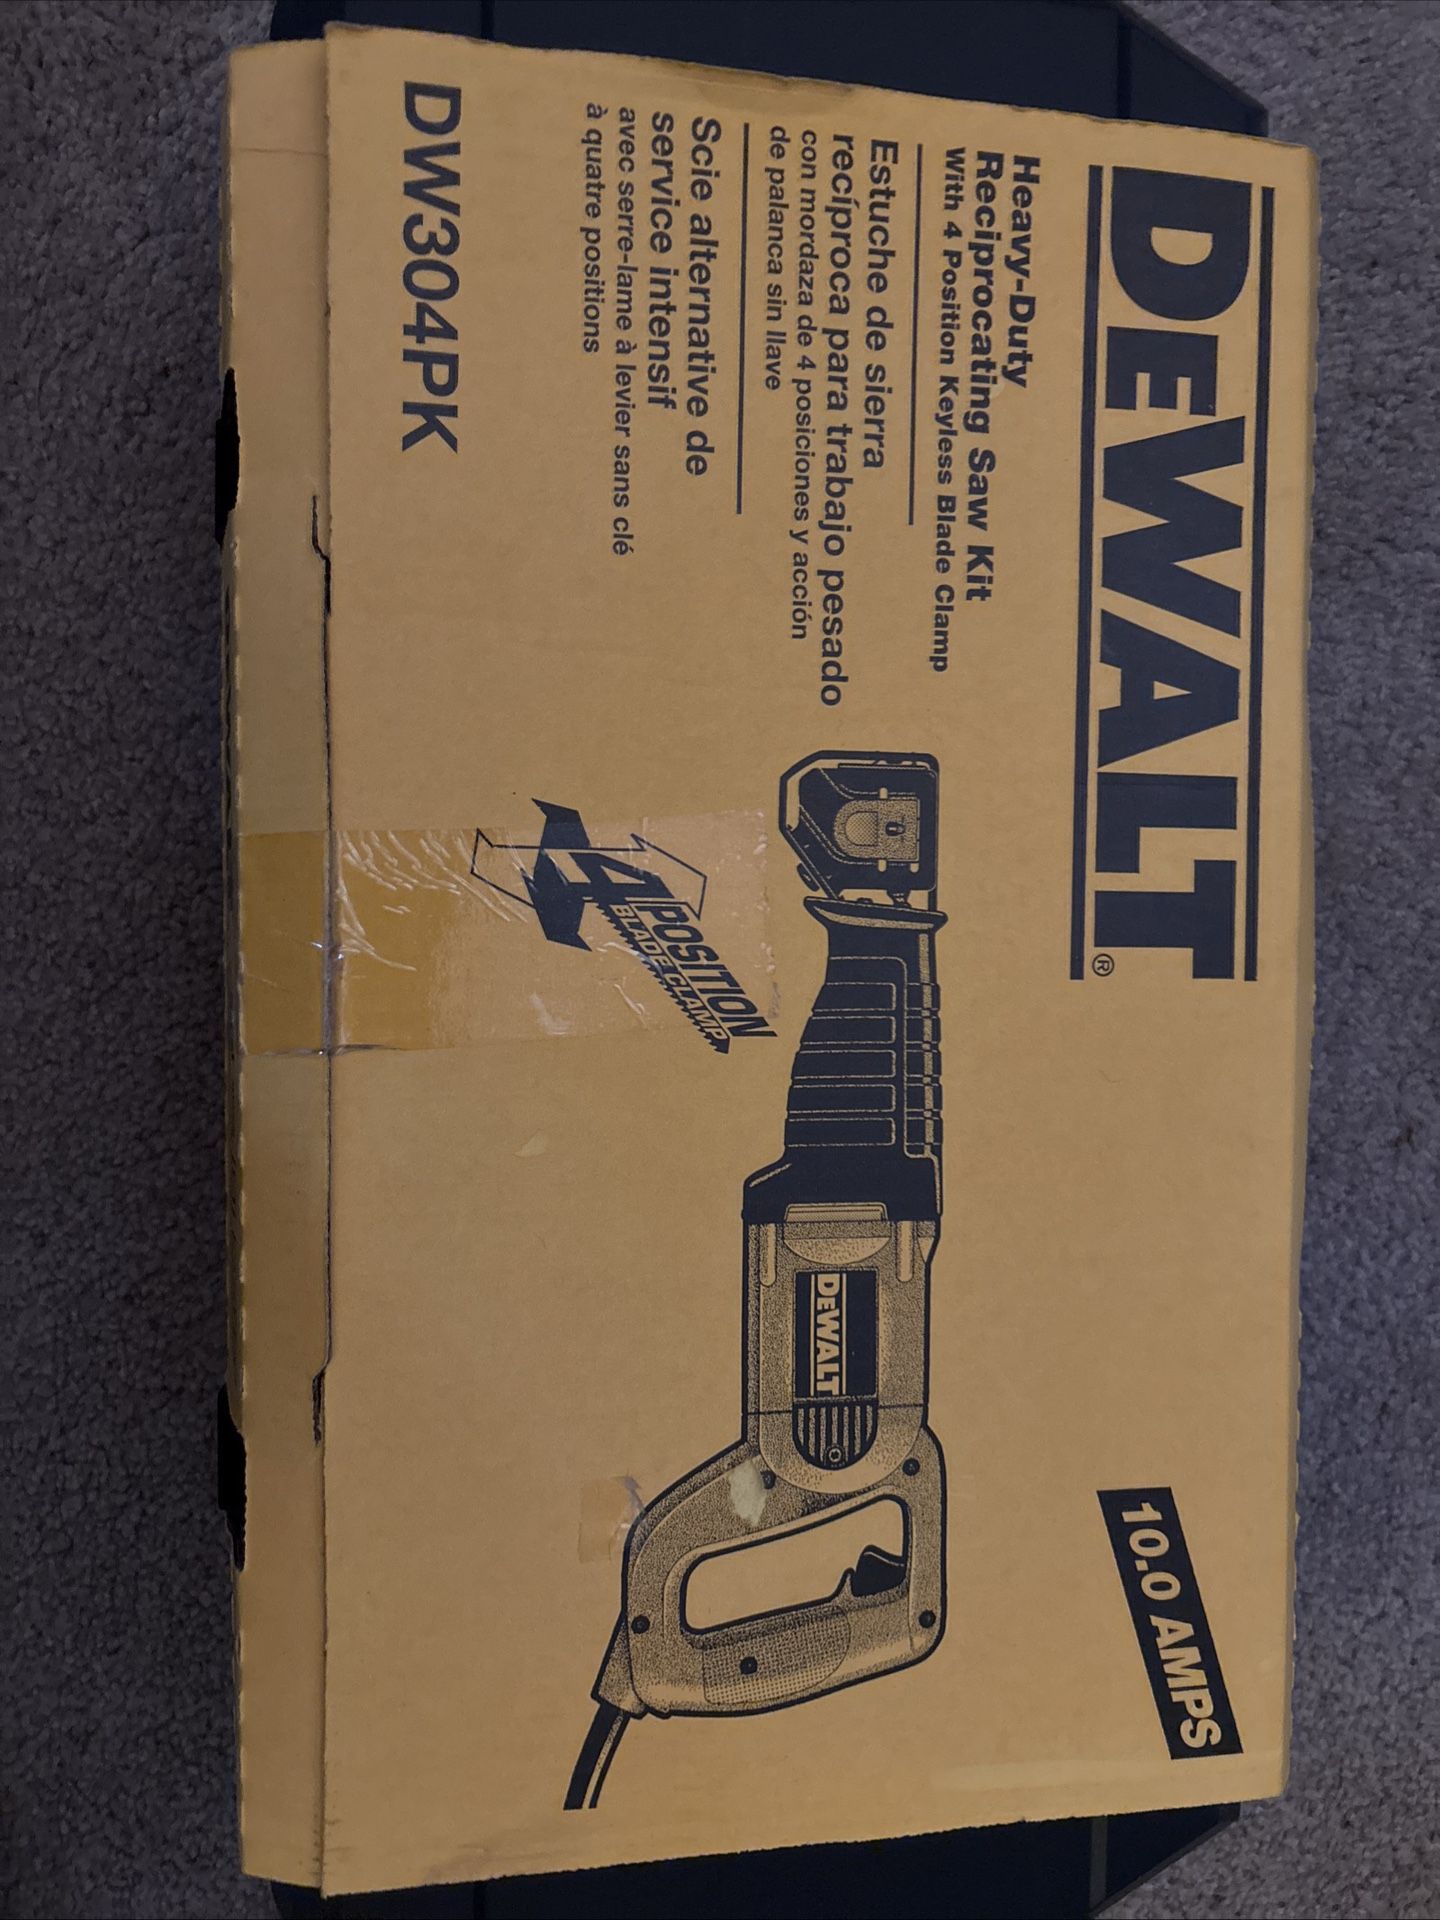 DEWALT®
10.0 AMPS
Heavy-Duty
Reciprocating Saw Kit
With 4 Position Keyless Blade Clamp
Estuche de sierra
recíproca para trabajo pesado
con mordaza de 4 posiciones y acción
de palanca sin llave
Scie alternative de
service intensif
avec serre-lame à levier sans clé
à quatre positions
DEWALT
4 POSITION
BLADE CLAMP
DW304PK